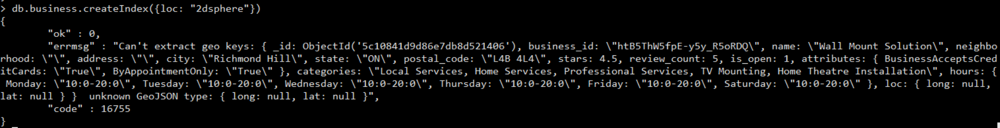 > db.business.createIndex({loc: "2dsphere"})
{
        "ok" : 0,
        "errmsg" : "Can't extract geo keys: { _id: ObjectId('5c10841d9d86e7db8d521406'), business_id: \"htB5ThW5fpE-y5y_R5oRDQ\", name: \"Wall Mount Solution\", neighbo
rhood: \"\", address: \"\", city: \"Richmond Hill\", state: \"ON\", postal_code: \"L4B 4L4\", stars: 4.5, review_count: 5, is_open: 1, attributes: { BusinessAcceptsCred
itCards: \"True\", ByAppointmentOnly: \"True\" }, categories: \"Local Services, Home Services, Professional Services, TV Mounting, Home Theatre Installation\", hours: {
 Monday: \"10:0-20:0\", Tuesday: \"10:0-20:0\", Wednesday: \"10:0-20:0\", Thursday: \"10:0-20:0\", Friday: \"10:0-20:0\", Saturday: \"10:0-20:0\" }, loc: { long: null,
lat: null } }  unknown GeoJSON type: { long: null, lat: null }",
        "code" : 16755
}